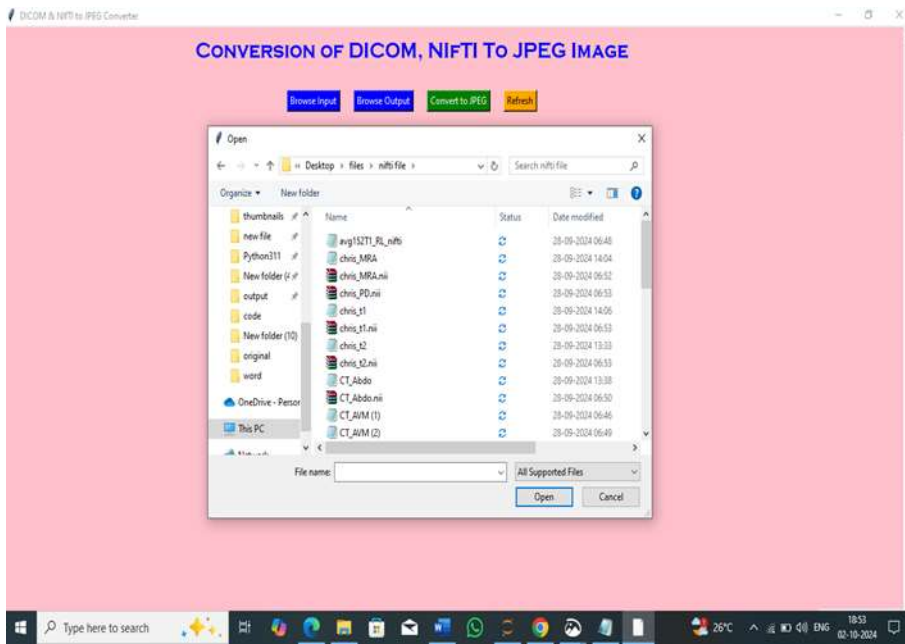 DICOM & NIfTI to JPEG Converter
CONVERSION OF DICOM, NIFTI TO JPEG IMAGE
Browse Input Browse Output Convert to JPEG Refresh
Open
« Desktop › files › nifti file › Search nifti file
Organize New folder
thumbnails
new file
Python311
New folder (4
output
code
New folder (10)
original
word
OneDrive - Person
This PC
Name Status Date modified
avg152T1_RL_nifti 28-09-2024 06:48
chris_MRA 28-09-2024 14:04
chris_MRA.nii 28-09-2024 06:52
chris_PD.nii 28-09-2024 06:53
chris_t1 28-09-2024 14:06
chris_t1.nii 28-09-2024 06:53
chris_t2 28-09-2024 13:33
chris_t2.nii 28-09-2024 06:53
CT_Abdo 28-09-2024 13:38
CT_Abdo.nii 28-09-2024 06:50
CT_AVM (1) 28-09-2024 06:46
CT_AVM (2) 28-09-2024 06:49
File name: All Supported Files
Open Cancel
Type here to search 26°C ENG 18:53
02-10-2024